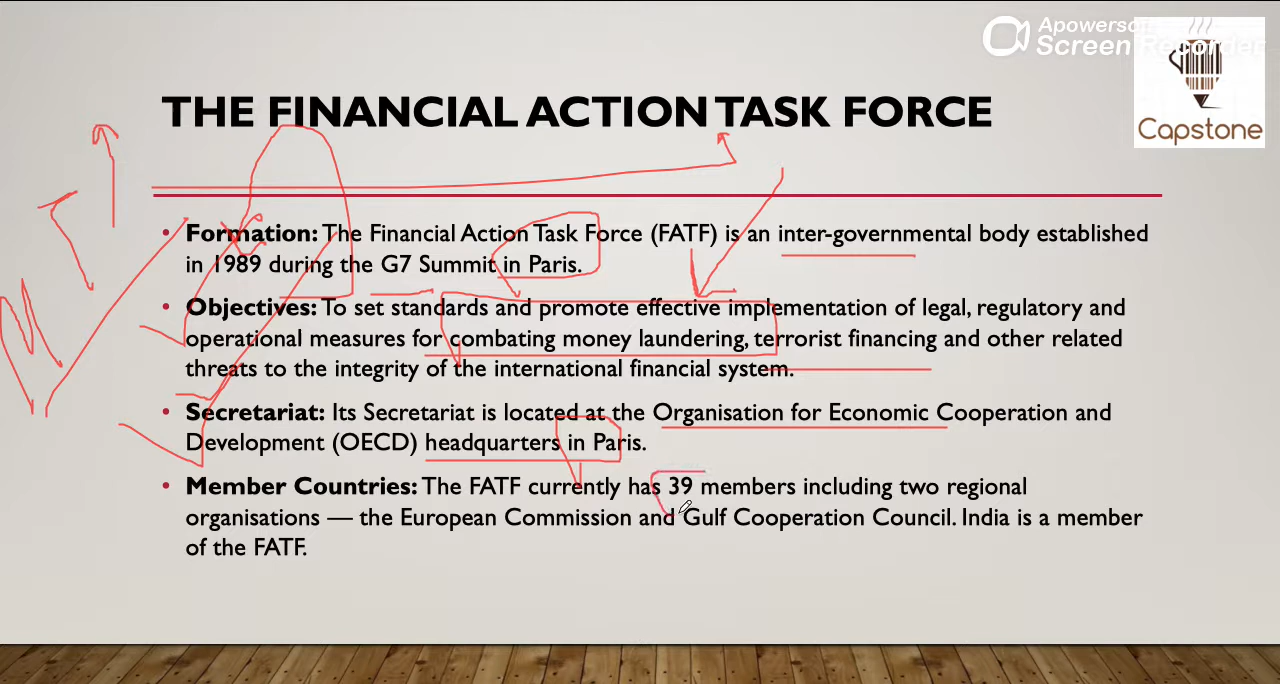 Apowersoft
Screen Recorder
Capstone
THE FINANCIAL ACTION TASK FORCE
• Formation: The Financial Action Task Force (FATF) is an inter-governmental body established
in 1989 during the G7 Summit in Paris.
• Objectives: To set standards and promote effective implementation of legal, regulatory and
operational measures for combating money laundering, terrorist financing and other related
threats to the integrity of the international financial system.
• Secretariat: Its Secretariat is located at the Organisation for Economic Cooperation and
Development (OECD) headquarters in Paris.
• Member Countries: The FATF currently has 39 members including two regional
organisations — the European Commission and Gulf Cooperation Council. India is a member
of the FATF.